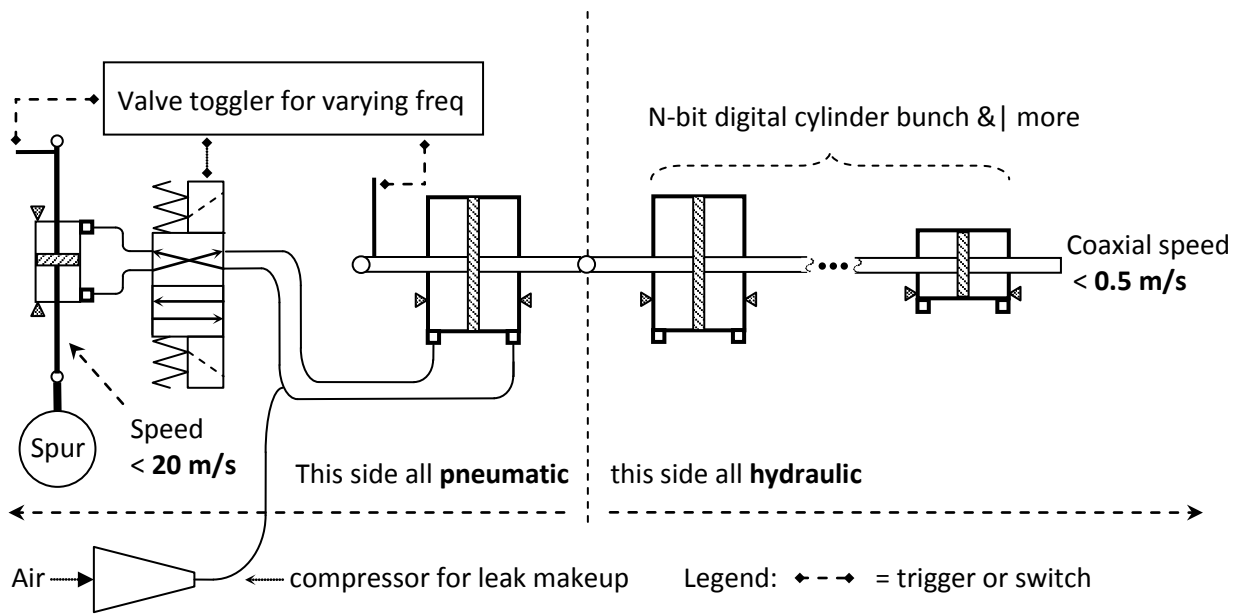 Valve toggler for varying freq
N-bit digital cylinder bunch &| more
Coaxial speed
< 0.5 m/s
Spur
Speed
< 20 m/s
This side all pneumatic
this side all hydraulic
Air
compressor for leak makeup
Legend:
= trigger or switch